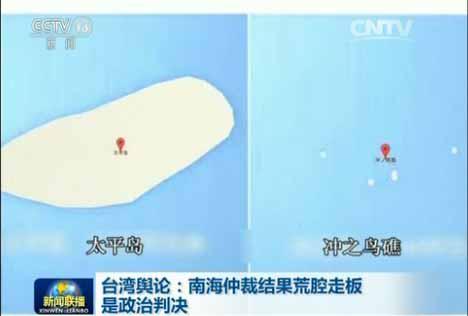 CCTV 13
新闻
CNTV
太平岛
冲之鸟礁
新闻联播
XINWEN LIANBO
台湾舆论：南海仲裁结果荒腔走板
是政治判决